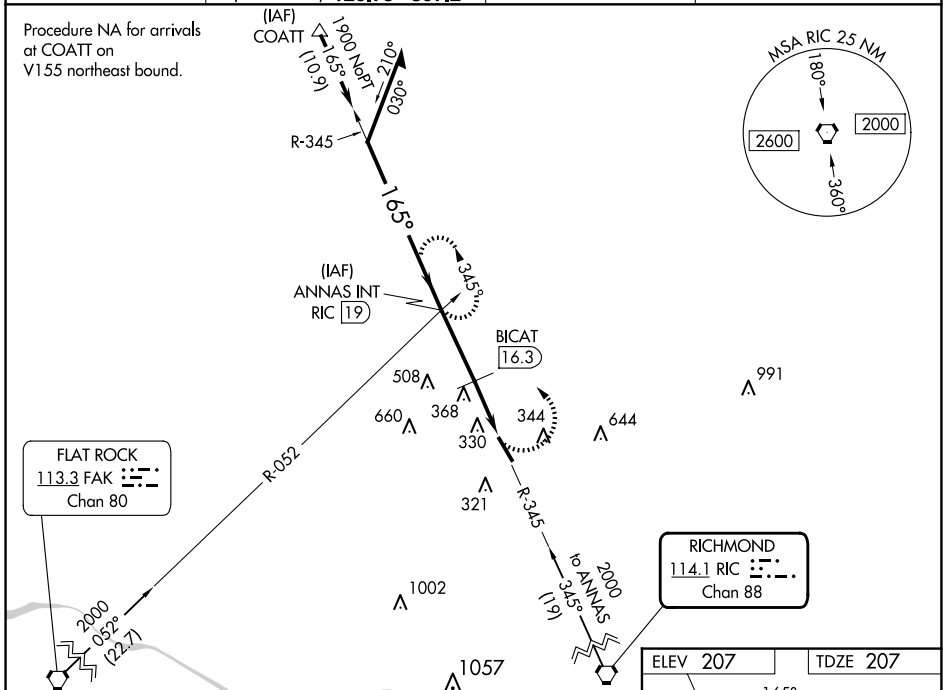 Procedure NA for arrivals
at COATT on
V155 northeast bound.
(IAF)
COATT
1900 NoPT
165°
(10.9)
210°
030°
R-345
165°
MSA RIC 25 NM
180°
2600
2000
360°
(IAF)
ANNAS INT
RIC 19
345°
BICAT
16.3
508
368
660
330
344
644
991
321
FLAT ROCK
113.3 FAK
Chan 80
R-052
R-345
RICHMOND
114.1 RIC
Chan 88
2000
to ANNAS
345°
(19)
2000
052°
(22.7)
1002
1057
ELEV 207
TDZE 207